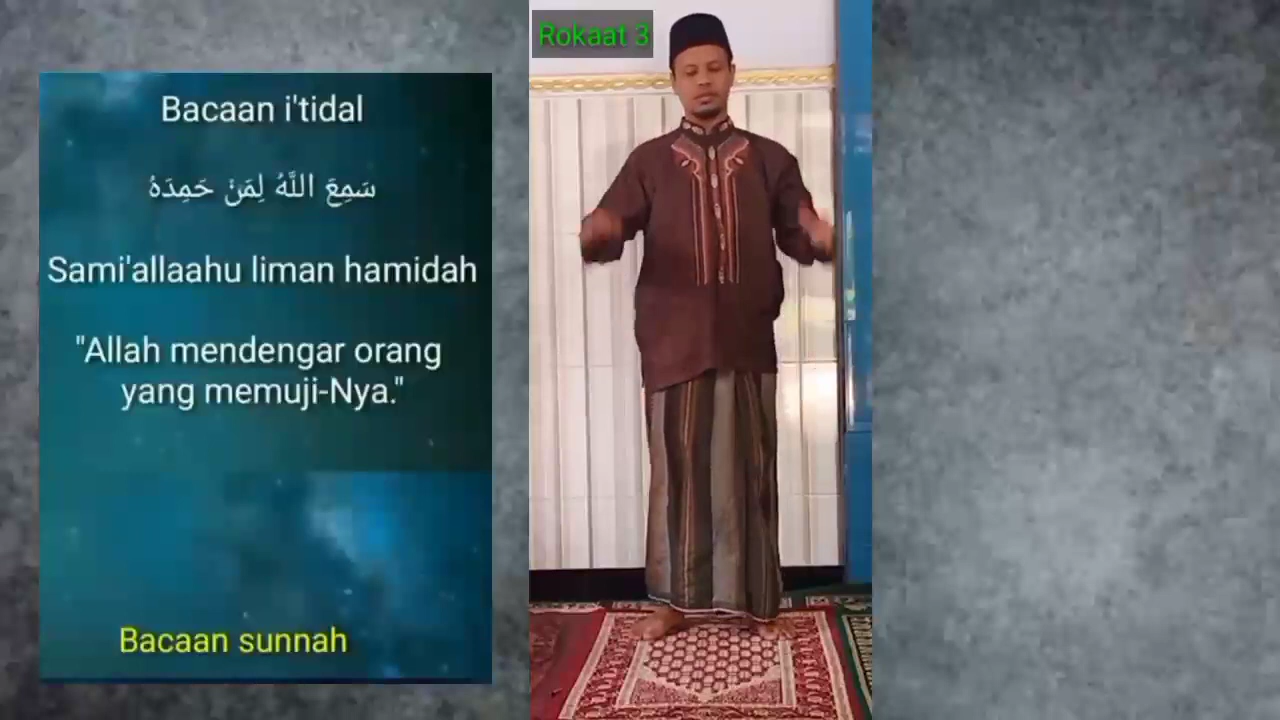 Bacaan i'tidal
سَمِعَ اللَّهُ لِمَنْ حَمِدَهُ
Sami'allaahu liman hamidah
"Allah mendengar orang
yang memuji-Nya."
Bacaan sunnah
Rokaat 3